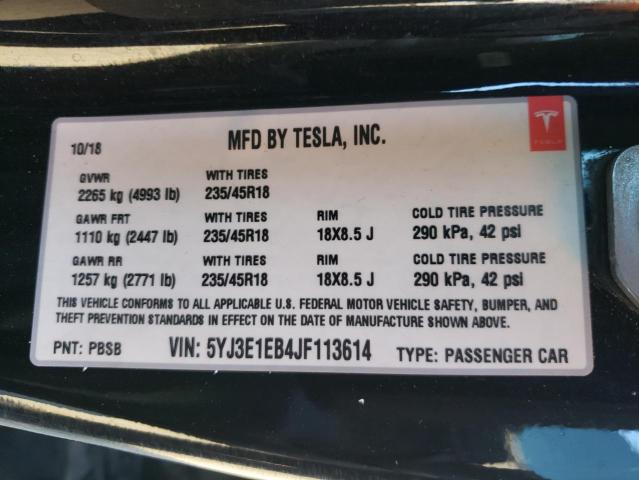 10/18 MFD BY TESLA, INC.
TESLA
GVWR WITH TIRES
2265 kg (4993 lb) 235/45R18
GAWR FRT WITH TIRES RIM COLD TIRE PRESSURE
1110 kg (2447 lb) 235/45R18 18X8.5 J 290 kPa, 42 psi
GAWR RR WITH TIRES RIM COLD TIRE PRESSURE
1257 kg (2771 lb) 235/45R18 18X8.5 J 290 kPa, 42 psi
THIS VEHICLE CONFORMS TO ALL APPLICABLE U.S. FEDERAL MOTOR VEHICLE SAFETY, BUMPER, AND
THEFT PREVENTION STANDARDS IN EFFECT ON THE DATE OF MANUFACTURE SHOWN ABOVE.
PNT: PBSB VIN: 5YJ3E1EB4JF113614 TYPE: PASSENGER CAR